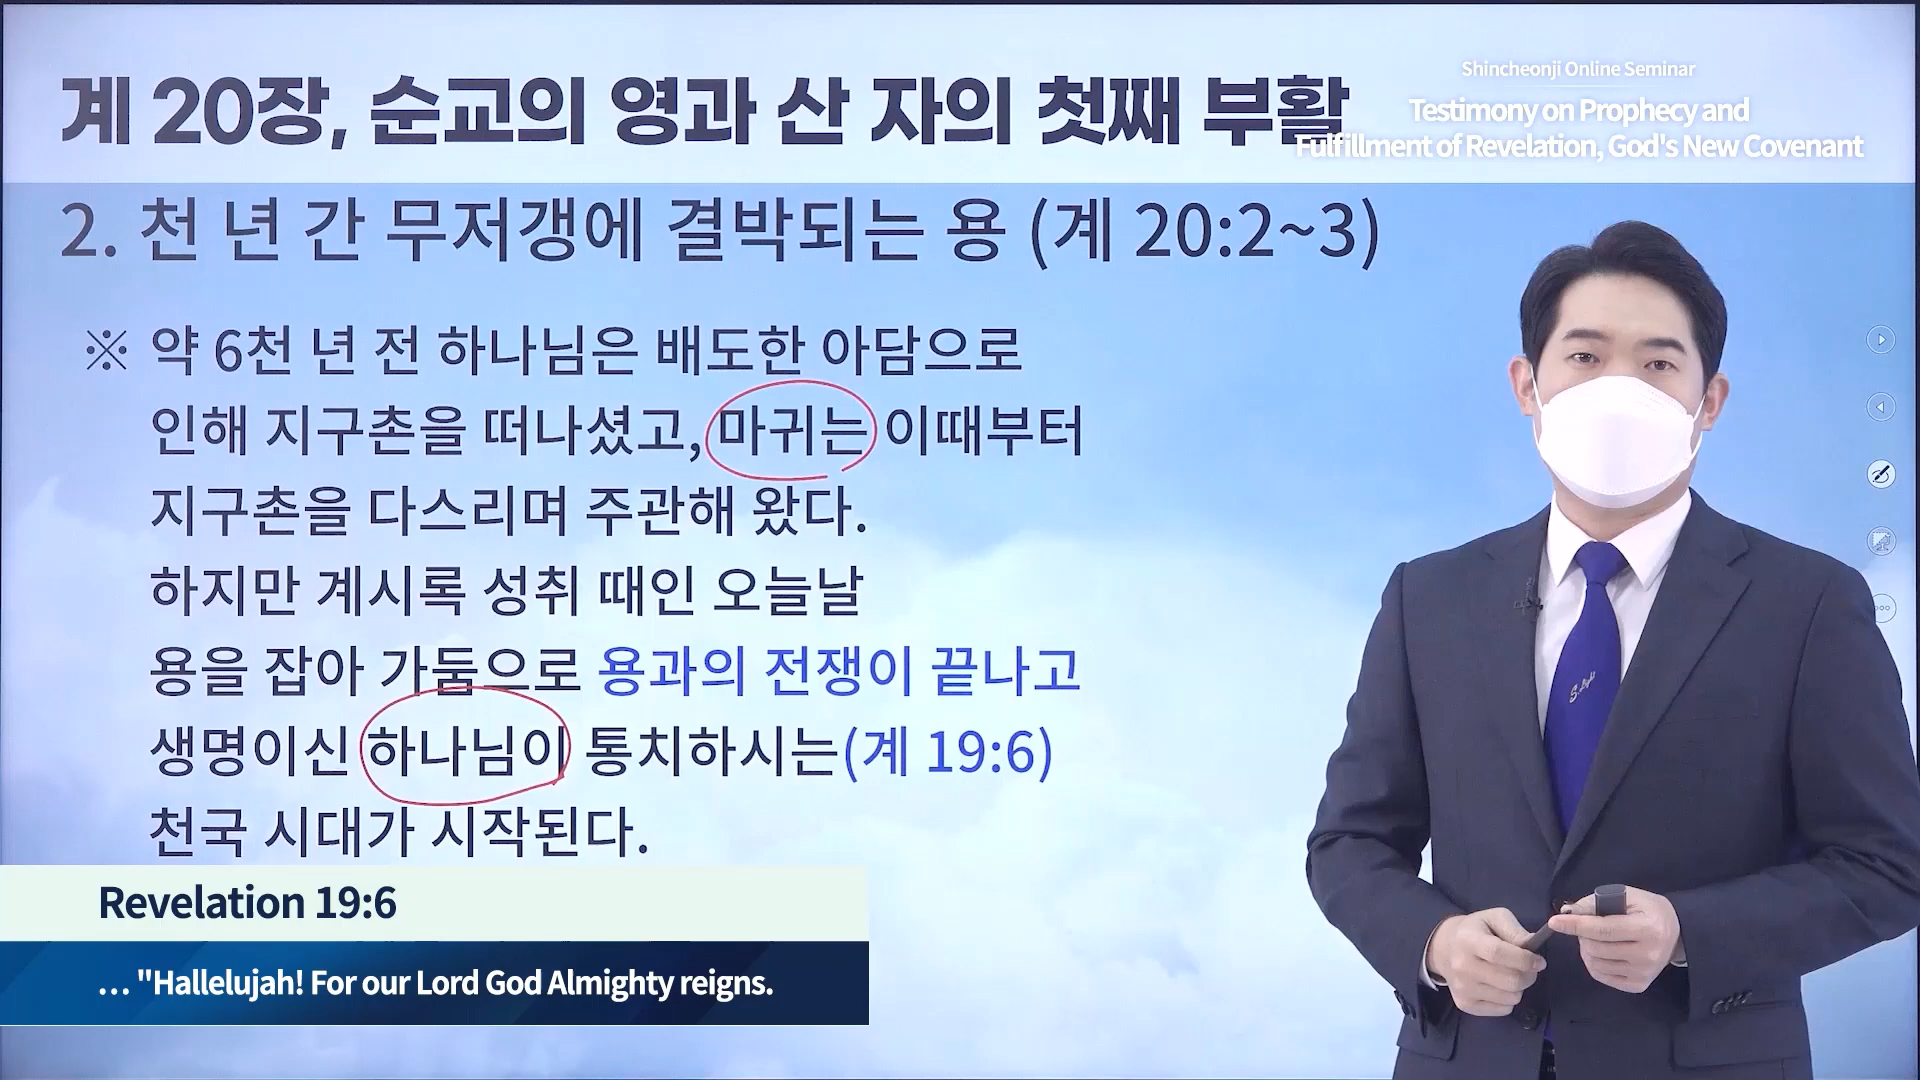 계 20장, 순교의 영과 산 자의 첫째 부활
Shincheonji Online Seminar
Testimony on Prophecy and
Fulfillment of Revelation, God's New Covenant
2. 천 년 간 무저갱에 결박되는 용 (계 20:2~3)
※ 약 6천 년 전 하나님은 배도한 아담으로
인해 지구촌을 떠나셨고, 마귀는 이때부터
지구촌을 다스리며 주관해 왔다.
하지만 계시록 성취 때인 오늘날
용을 잡아 가둠으로 용과의 전쟁이 끝나고
생명이신 하나님이 통치하시는(계 19:6)
천국 시대가 시작된다.
Revelation 19:6
… "Hallelujah! For our Lord God Almighty reigns.